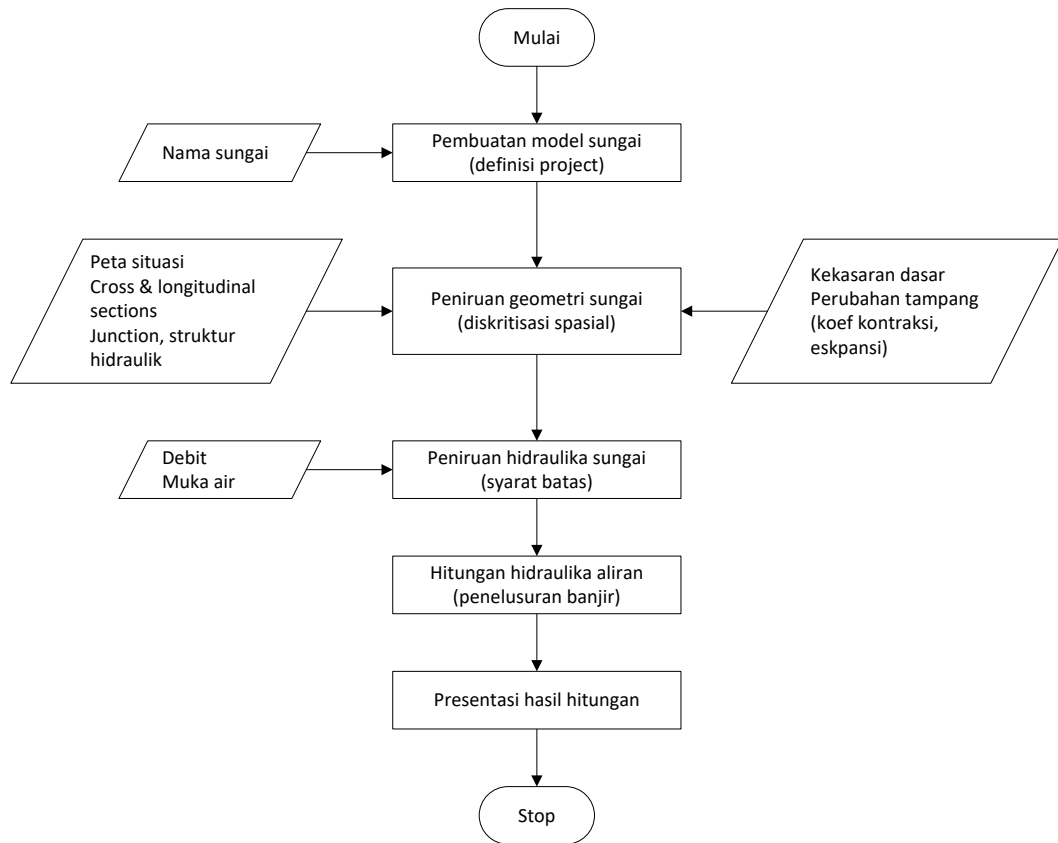 Mulai
Nama sungai
Pembuatan model sungai
(definisi project)
Peta situasi
Cross & longitudinal
sections
Junction, struktur
hidraulik
Peniruan geometri sungai
(diskritisasi spasial)
Kekasaran dasar
Perubahan tampang
(koef kontraksi,
eskpansi)
Debit
Muka air
Peniruan hidraulika sungai
(syarat batas)
Hitungan hidraulika aliran
(penelusuran banjir)
Presentasi hasil hitungan
Stop